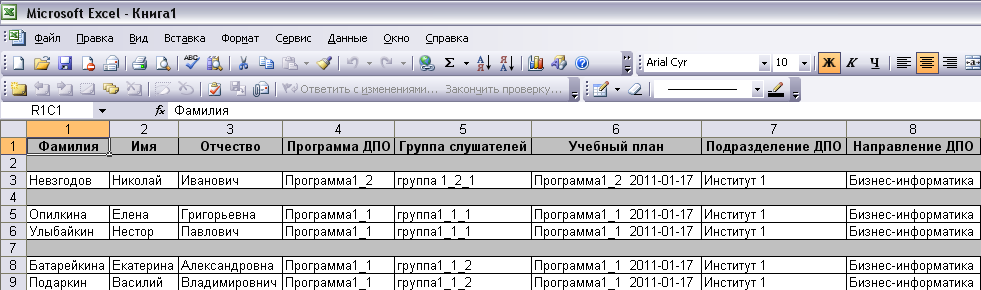 Microsoft Excel - Книга1
Файл Правка Вид Вставка Формат Сервис Данные Окно Справка
Arial Cyr 10 Ж К Ч
Ответить с изменениями... Закончить проверку...
R1C1 fx Фамилия
1 2 3 4 5 6 7 8
1 Фамилия Имя Отчество Программа ДПО Группа слушателей Учебный план Подразделение ДПО Направление ДПО
2
3 Невзгодов Николай Иванович Программа1_2 группа 1_2_1 Программа1_2 2011-01-17 Институт 1 Бизнес-информатика
4
5 Опилкина Елена Григорьевна Программа1_1 группа1_1_1 Программа1_1 2011-01-17 Институт 1 Бизнес-информатика
6 Улыбайкин Нестор Павлович Программа1_1 группа1_1_1 Программа1_1 2011-01-17 Институт 1 Бизнес-информатика
7
8 Батарейкина Екатерина Александровна Программа1_1 группа1_1_2 Программа1_1 2011-01-17 Институт 1 Бизнес-информатика
9 Подаркин Василий Владимирович Программа1_1 группа1_1_2 Программа1_1 2011-01-17 Институт 1 Бизнес-информатика